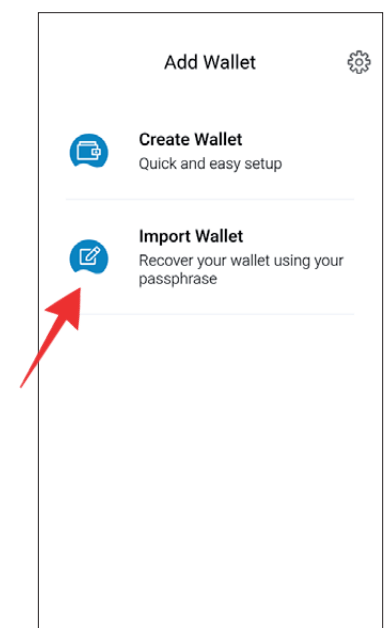 Add Wallet
Create Wallet
Quick and easy setup
Import Wallet
Recover your wallet using your
passphrase